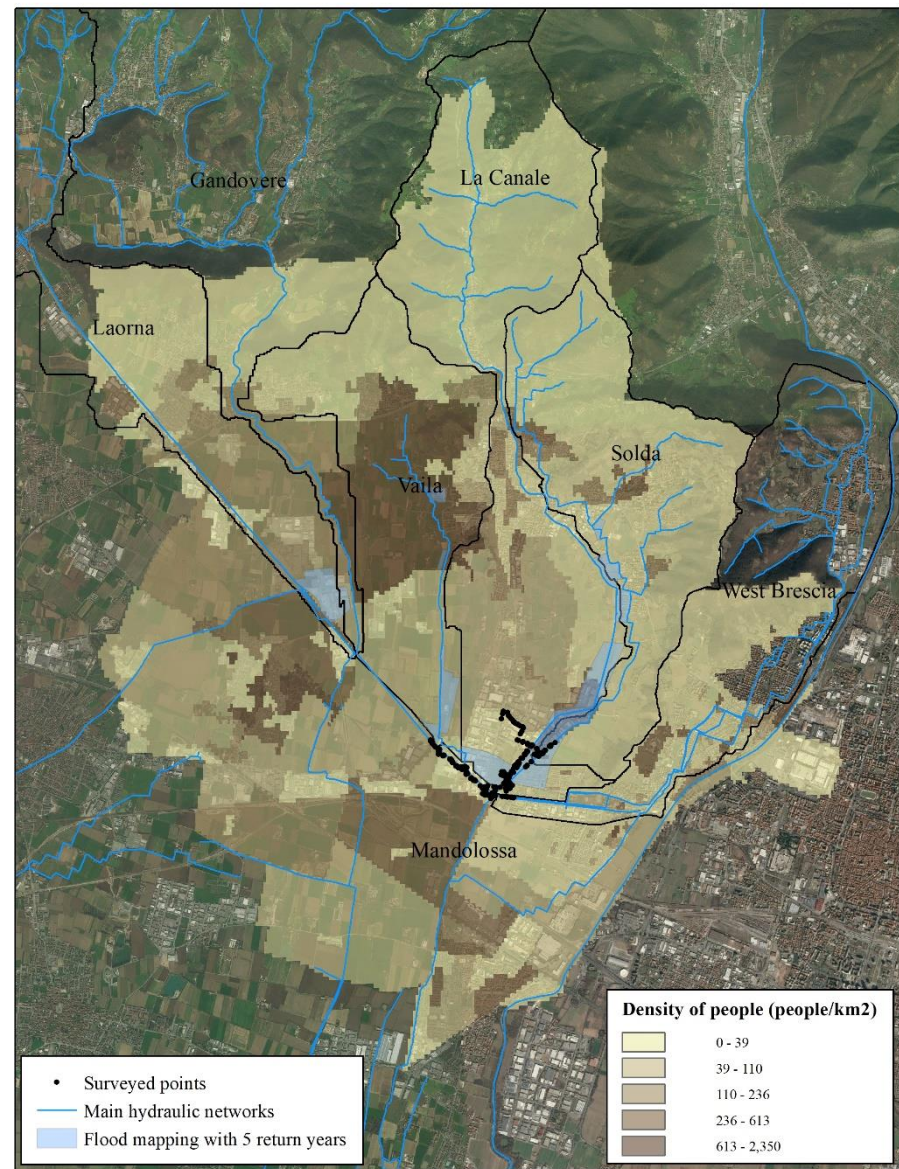 La Canale
Gandovere
Laorna
Solda
Vaila
West Brescia
Mandolossa
Density of people (people/km2)
0 - 39
39 - 110
110 - 236
236 - 613
613 - 2,350
Surveyed points
Main hydraulic networks
Flood mapping with 5 return years